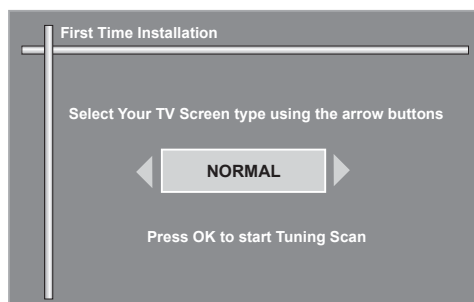 First Time Installation
Select Your TV Screen type using the arrow buttons
NORMAL
Press OK to start Tuning Scan